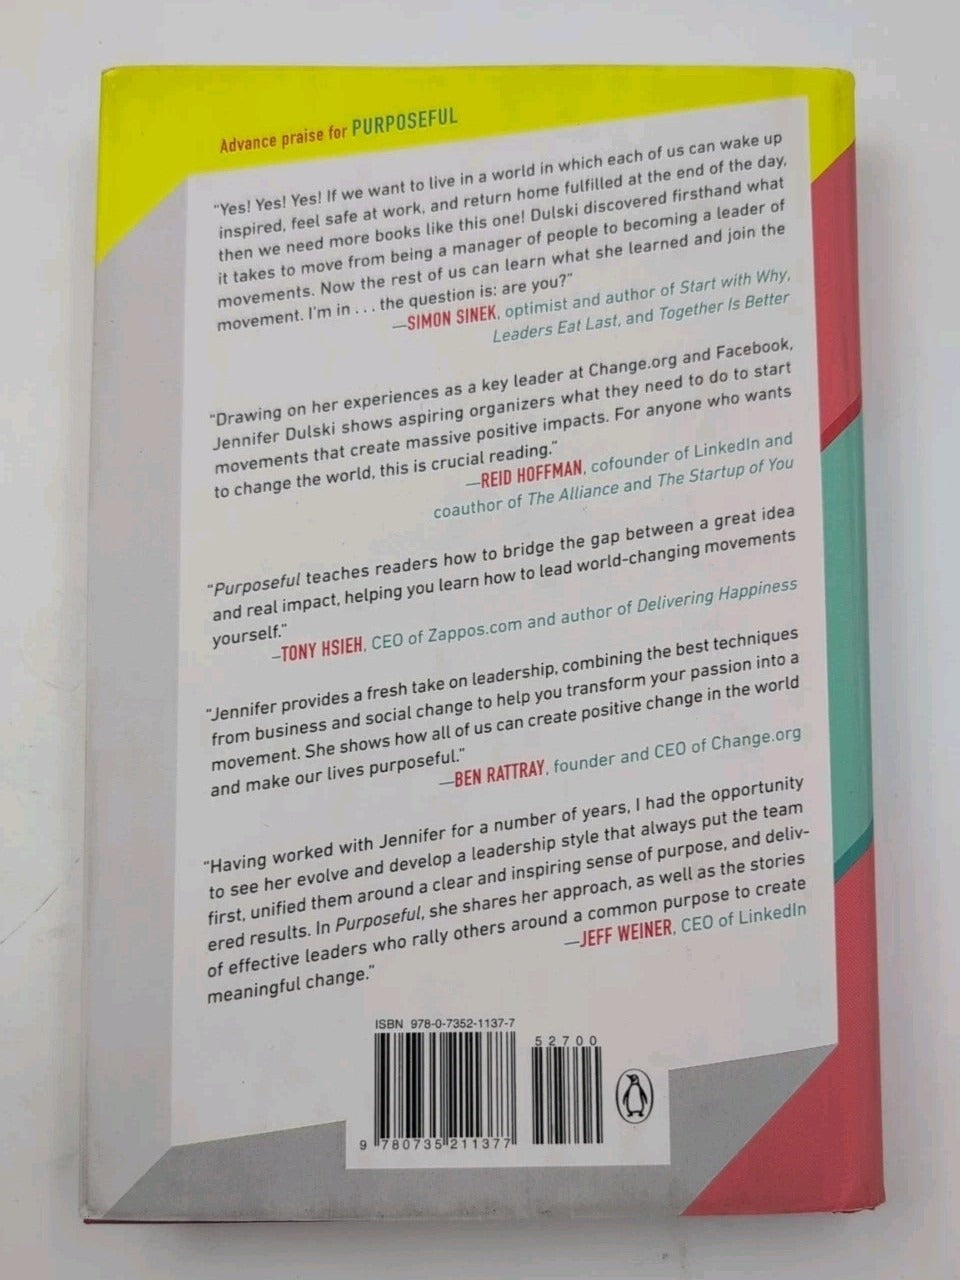 Advance praise for PURPOSEFUL
“Yes! Yes! Yes! If we want to live in a world in which each of us can wake up
inspired, feel safe at work, and return home fulfilled at the end of the day,
then we need more books like this one! Dulski discovered firsthand what
it takes to move from being a manager of people to becoming a leader of
movements. Now the rest of us can learn what she learned and join the
movement. I'm in . . . the question is: are you?”
—SIMON SINEK, optimist and author of Start with Why,
Leaders Eat Last, and Together Is Better
“Drawing on her experiences as a key leader at Change.org and Facebook,
Jennifer Dulski shows aspiring organizers what they need to do to start
movements that create massive positive impacts. For anyone who wants
to change the world, this is crucial reading.”
—REID HOFFMAN, cofounder of LinkedIn and
coauthor of The Alliance and The Startup of You
“Purposeful teaches readers how to bridge the gap between a great idea
and real impact, helping you learn how to lead world-changing movements
yourself.”
—TONY HSIEH, CEO of Zappos.com and author of Delivering Happiness
“Jennifer provides a fresh take on leadership, combining the best techniques
from business and social change to help you transform your passion into a
movement. She shows how all of us can create positive change in the world
and make our lives purposeful.”
—BEN RATTRAY, founder and CEO of Change.org
“Having worked with Jennifer for a number of years, I had the opportunity
to see her evolve and develop a leadership style that always put the team
first, unified them around a clear and inspiring sense of purpose, and deliv-
ered results. In Purposeful, she shares her approach, as well as the stories
of effective leaders who rally others around a common purpose to create
meaningful change.”
—JEFF WEINER, CEO of LinkedIn
ISBN 978-0-7352-1137-7
52700
9 780735 211377